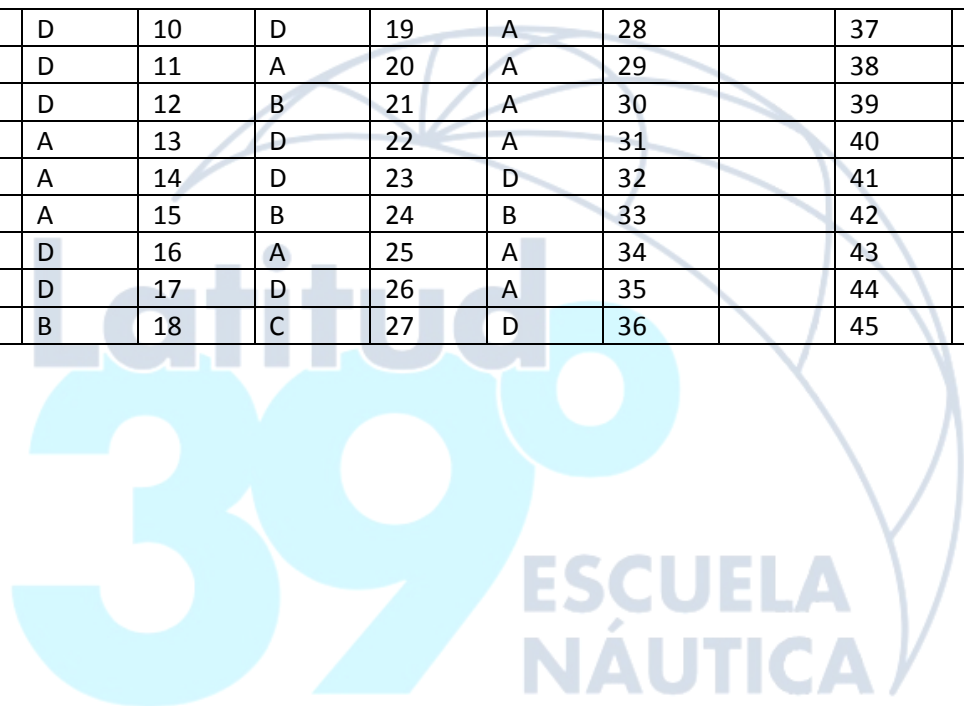 D 10 D 19 A 28 37
D 11 A 20 A 29 38
D 12 B 21 A 30 39
A 13 D 22 A 31 40
A 14 D 23 D 32 41
A 15 B 24 B 33 42
D 16 A 25 A 34 43
D 17 D 26 A 35 44
B 18 C 27 D 36 45
Latitud
39º
ESCUELA
NÁUTICA